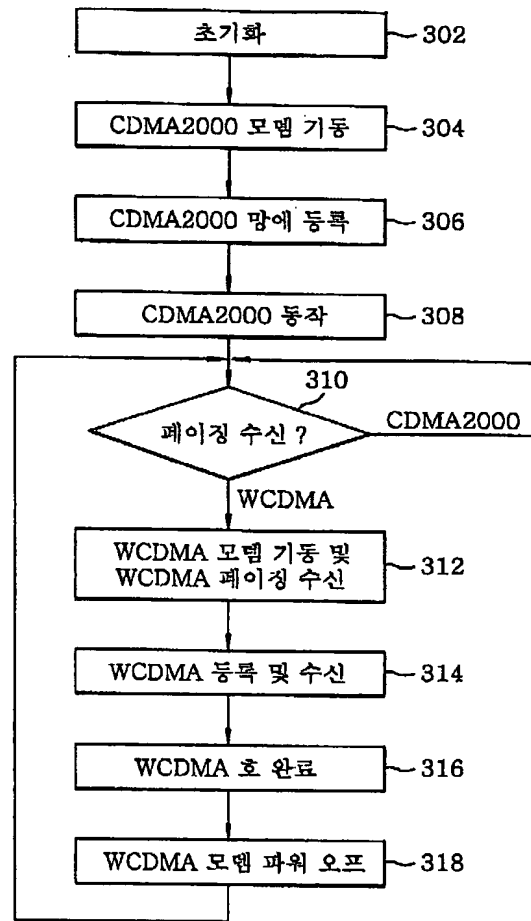 초기화
302
CDMA2000 모뎀 기동
304
CDMA2000 망에 등록
306
CDMA2000 동작
308
310
페이징 수신 ?
CDMA2000
WCDMA
WCDMA 모뎀 기동 및
WCDMA 페이징 수신
312
WCDMA 등록 및 수신
314
WCDMA 호 완료
316
WCDMA 모뎀 파워 오프
318